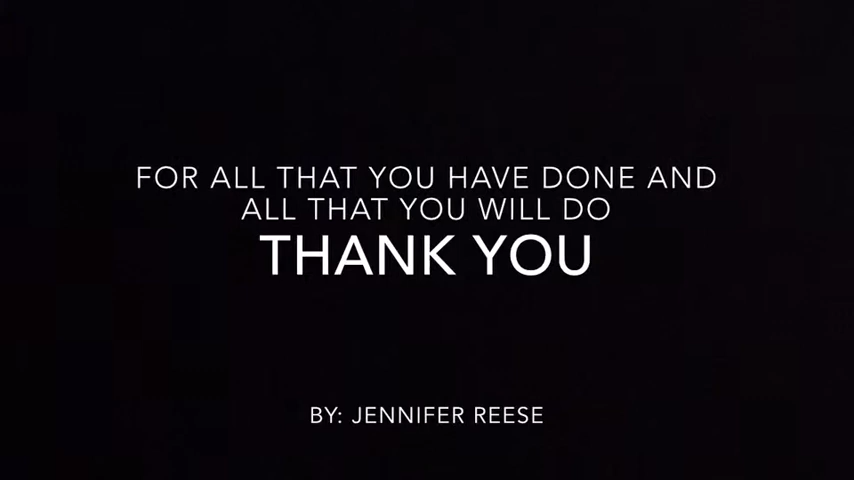 FOR ALL THAT YOU HAVE DONE AND
ALL THAT YOU WILL DO
THANK YOU
BY: JENNIFER REESE